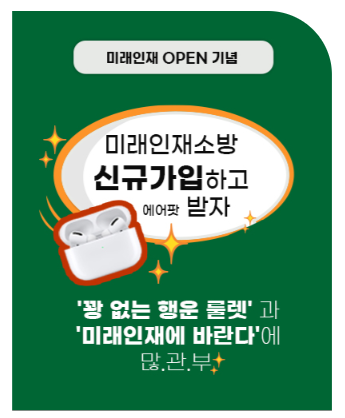 미래인재 OPEN 기념
미래인재소방
신규가입하고
에어팟 받자
'꽝 없는 행운 룰렛' 과
'미래인재에 바란다'에
많.관.부